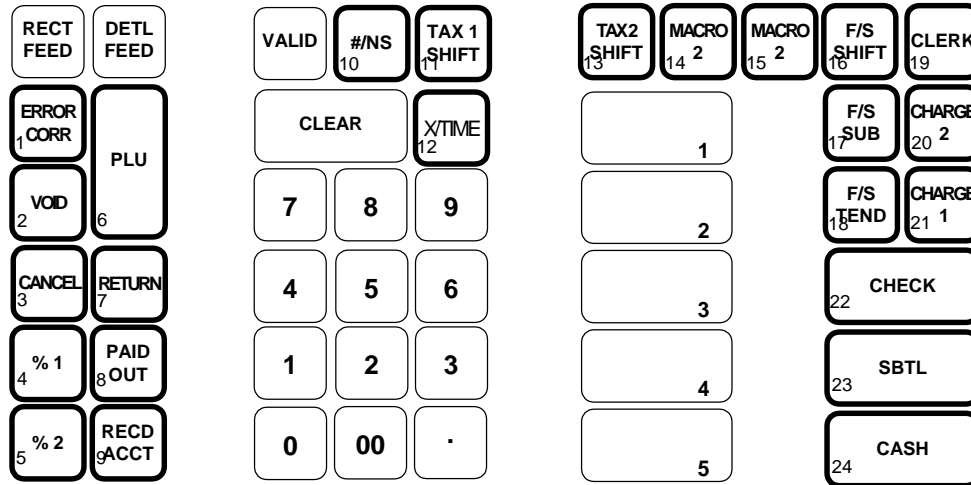 RECT
FEED
DETL
FEED
VALID
#/NS
10
TAX 1
SHIFT
11
TAX2
SHIFT
13
MACRO
2
14
MACRO
2
15
F/S
SHIFT
16
CLERK
19
ERROR
CORR
1
PLU
6
CLEAR
X/TIME
12
1
F/S
SUB
17
CHARGE
2
20
VOID
2
7
8
9
2
F/S
TEND
18
CHARGE
1
21
CANCEL
3
RETURN
7
4
5
6
3
CHECK
22
% 1
4
PAID
OUT
8
1
2
3
4
SBTL
23
% 2
5
RECD
ACCT
9
0
00
.
5
CASH
24